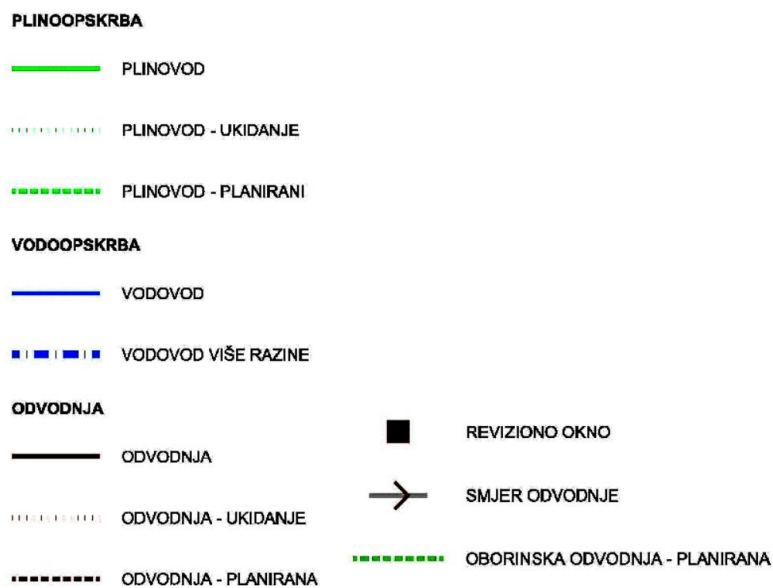 PLINOOPSKRBA
PLINOVOD
PLINOVOD - UKIDANJE
PLINOVOD - PLANIRANI
VODOOPSKRBA
VODOVOD
VODOVOD VIŠE RAZINE
ODVODNJA
ODVODNJA
ODVODNJA - UKIDANJE
ODVODNJA - PLANIRANA
REVIZIONO OKNO
SMJER ODVODNJE
OBORINSKA ODVODNJA - PLANIRANA